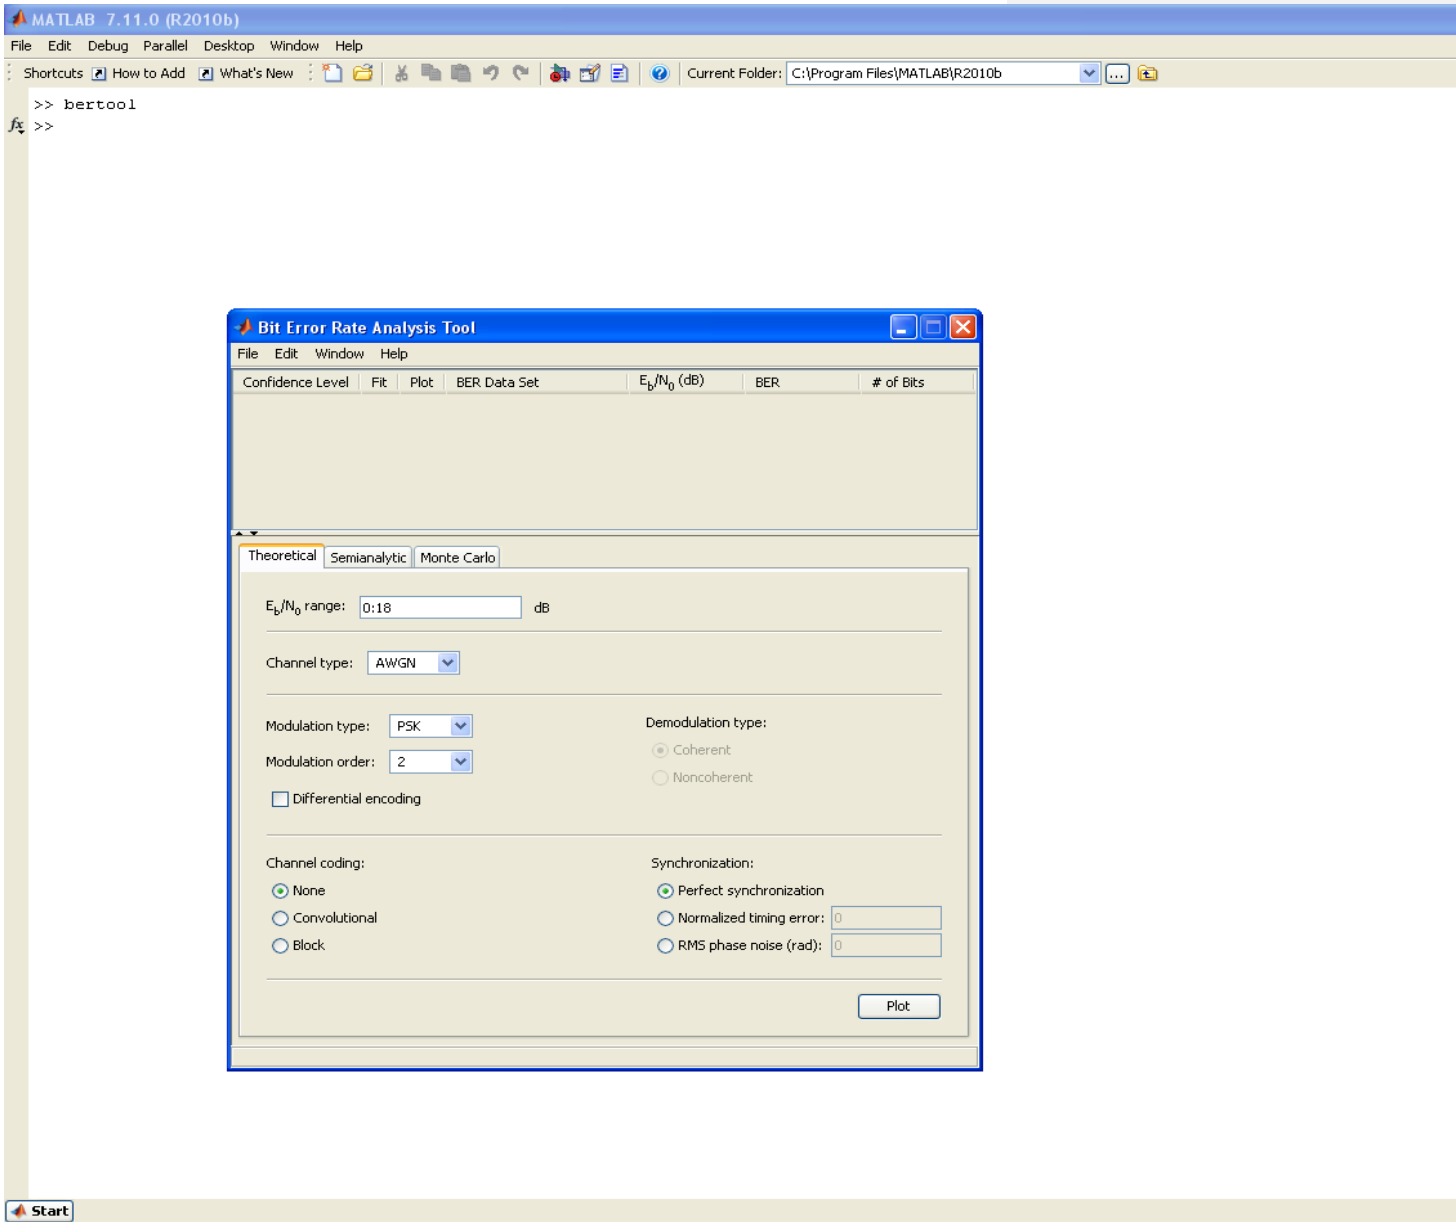 MATLAB 7.11.0 (R2010b)
File Edit Debug Parallel Desktop Window Help
Shortcuts How to Add What's New Current Folder: C:\Program Files\MATLAB\R2010b ...
>> bertool
fx >>
Bit Error Rate Analysis Tool
File Edit Window Help
Confidence Level Fit Plot BER Data Set Eb/N0 (dB) BER # of Bits
Theoretical Semianalytic Monte Carlo
Eb/N0 range: 0:18 dB
Channel type: AWGN
Modulation type: PSK Demodulation type:
Coherent
Modulation order: 2
Noncoherent
Differential encoding
Channel coding: Synchronization:
None Perfect synchronization
Convolutional Normalized timing error: 0
Block RMS phase noise (rad): 0
Plot
Start